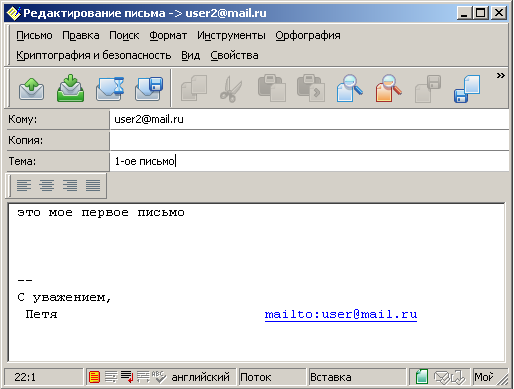 Редактирование письма -> user2@mail.ru
Письмо Правка Поиск Формат Инструменты Орфография
Криптография и безопасность Вид Свойства
»
Кому: user2@mail.ru
Копия:
Тема: 1-ое письмо
это мое первое письмо
--
С уважением,
Петя mailto:user@mail.ru
22:1 ABC английский Поток Вставка Мой